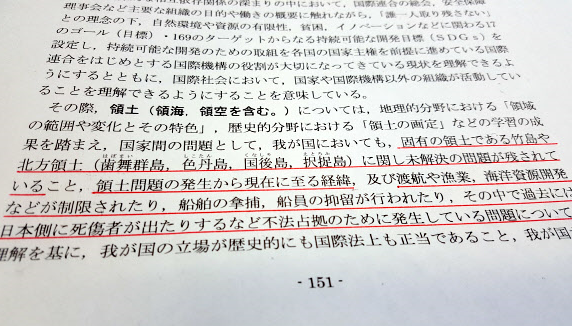 相互依存関係の深まりの中において,国際連合の総会,安全保障
理事会など主要な組織の目的や働きの概要に触れながら,「誰一人取り残さない」
との理念の下,自然環境や資源の有限性,貧困,イノベーションなどに関わる17
のゴール(目標)・169のターゲットからなる持続可能な開発目標(SDGs)を
設定し,持続可能な開発のための取組を各国の国家主権を前提に進めている国際
連合をはじめとする国際機構の役割が大切になってきている現状を理解できるよ
うにするとともに,国際社会において,国家や国際機構以外の組織が活動してい
ることを理解できるようにすることを意味している。
その際,領土(領海,領空を含む。)については,地理的分野における「領域
の範囲や変化とその特色」,歴史的分野における「領土の画定」などの学習の成
果を踏まえ,国家間の問題として,我が国においても,固有の領土である竹島や
北方領土(歯舞群島,色丹島,国後島,択捉島)に関し未解決の問題が残されて
いること,領土問題の発生から現在に至る経緯,及び渡航や漁業,海洋資源開発
などが制限されたり,船舶の拿捕,船員の抑留が行われたり,その中で過去には
日本側に死傷者が出たりするなど不法占拠のために発生している問題について
理解を基に,我が国の立場が歴史的にも国際法上も正当であること,我が国
- 151 -